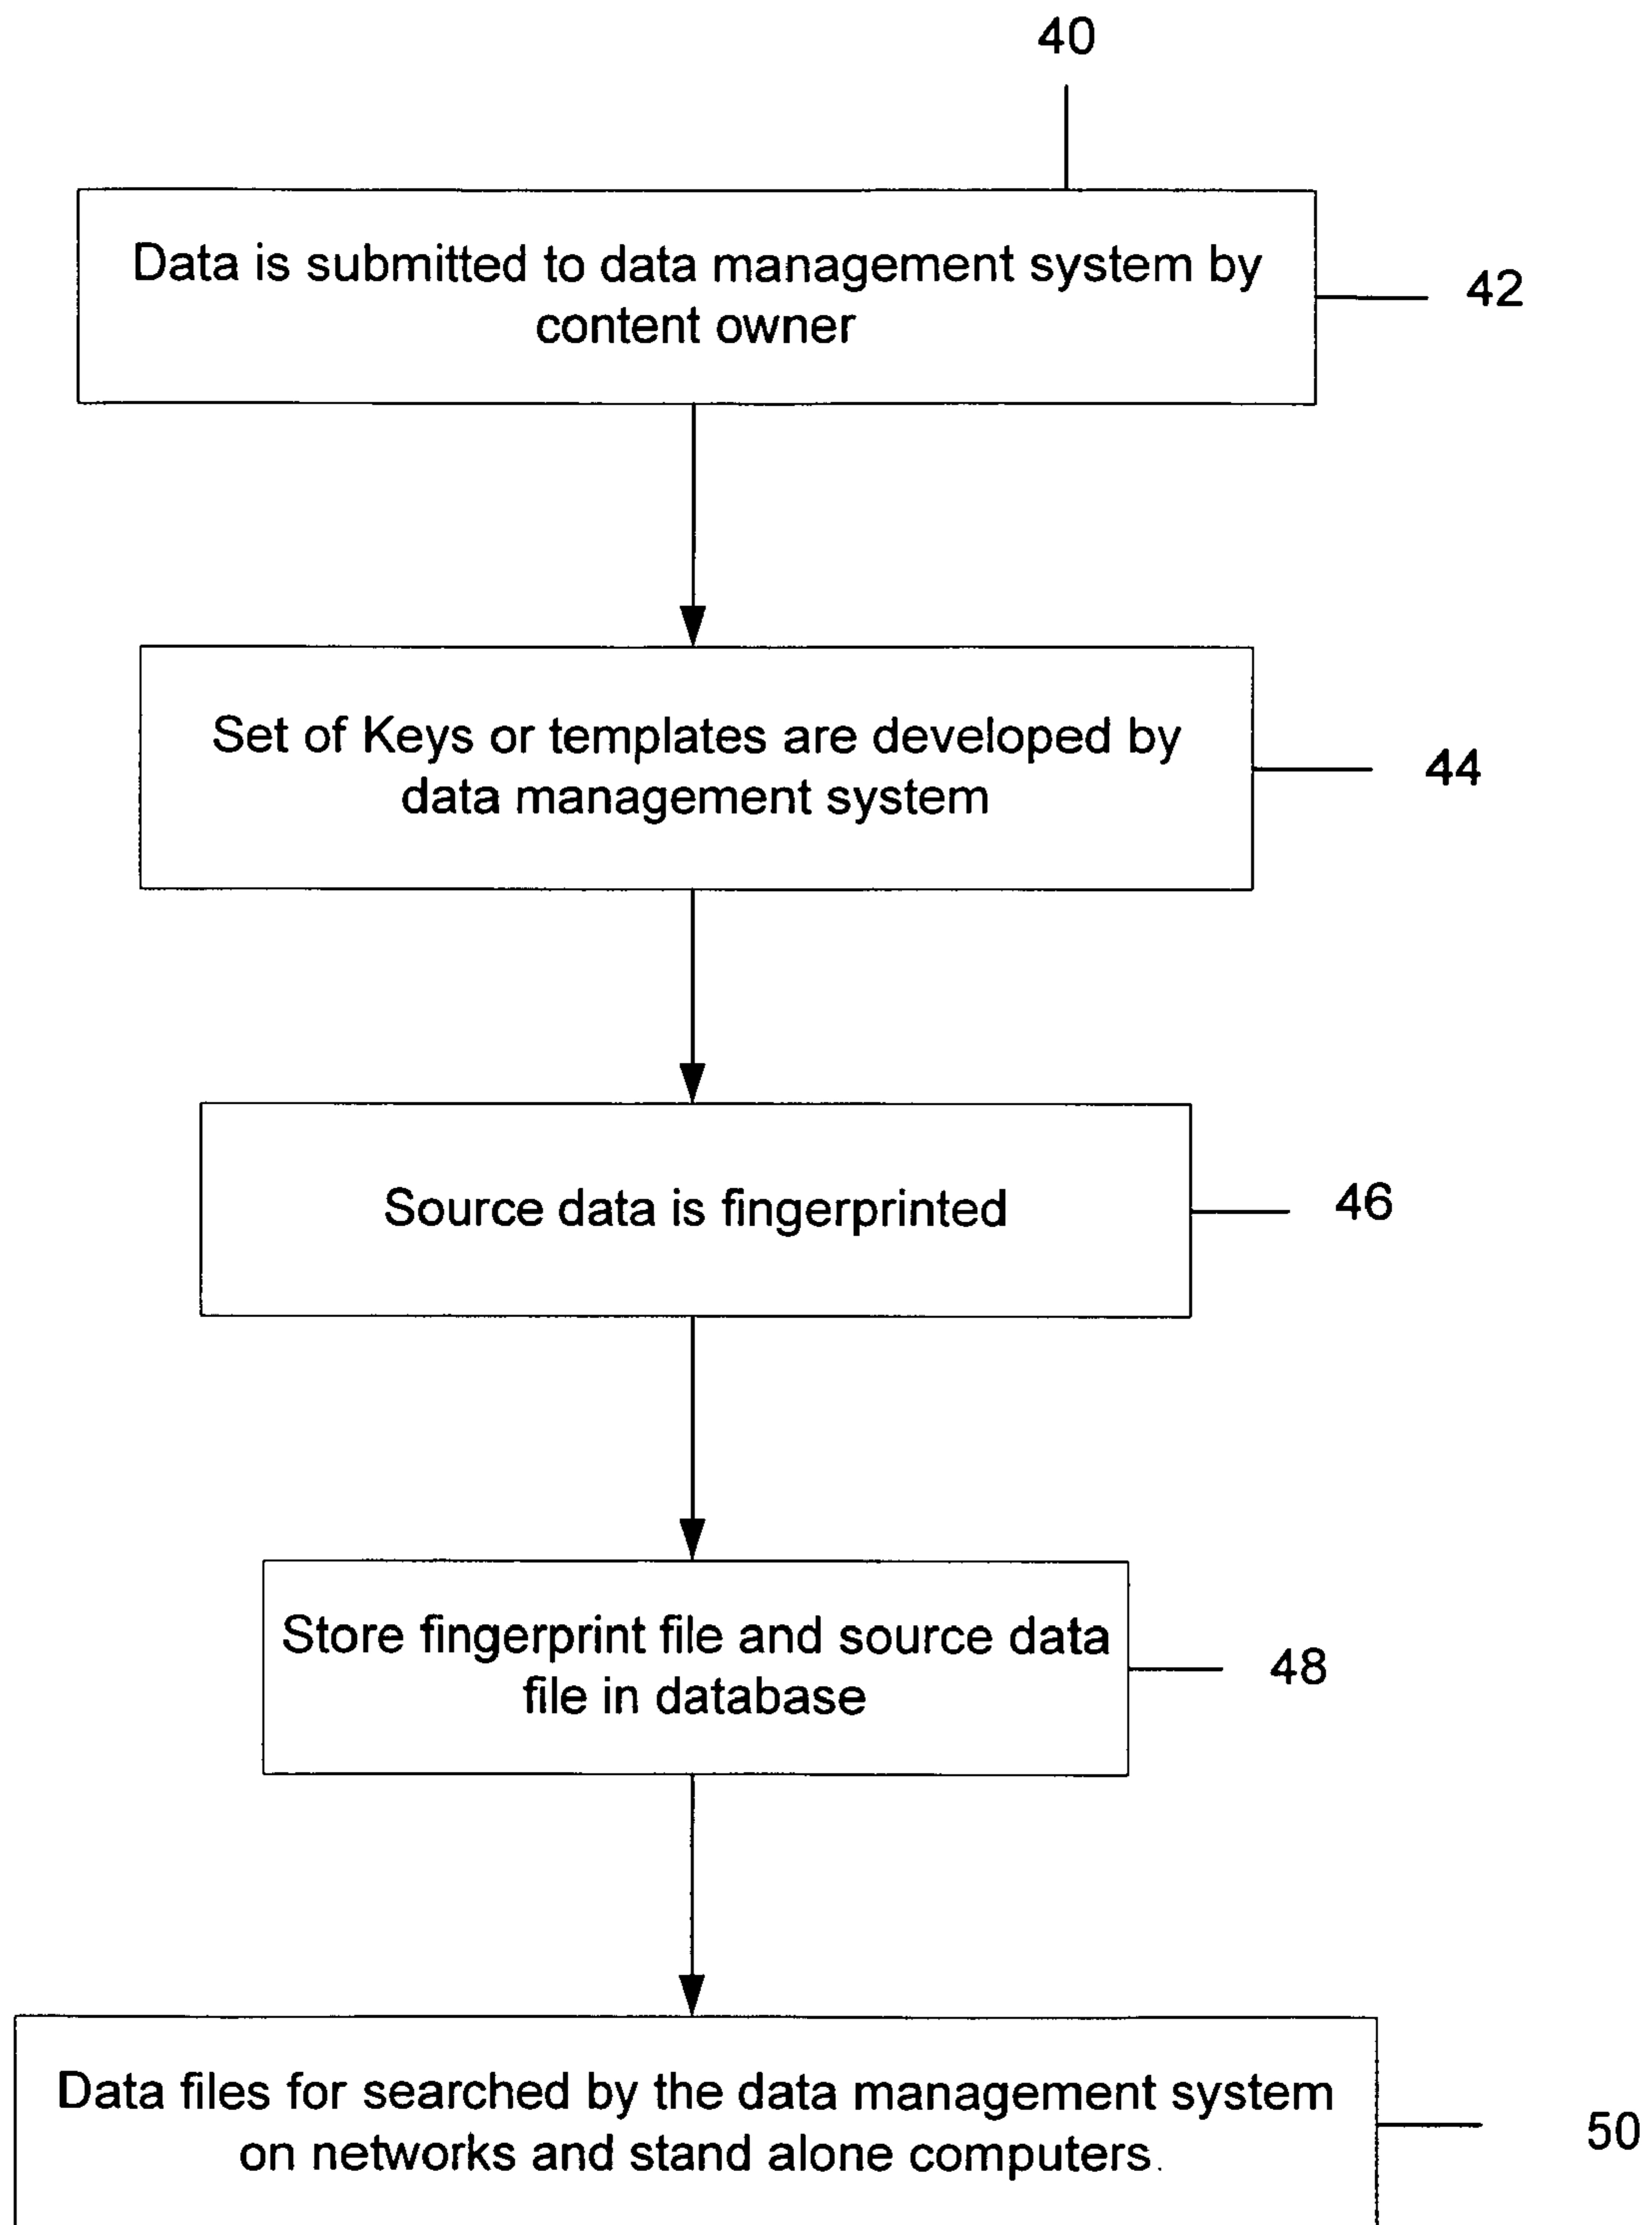 40
Data is submitted to data management system by
content owner
42
Set of Keys or templates are developed by
data management system
44
Source data is fingerprinted
46
Store fingerprint file and source data
file in database
48
Data files for searched by the data management system
on networks and stand alone computers.
50